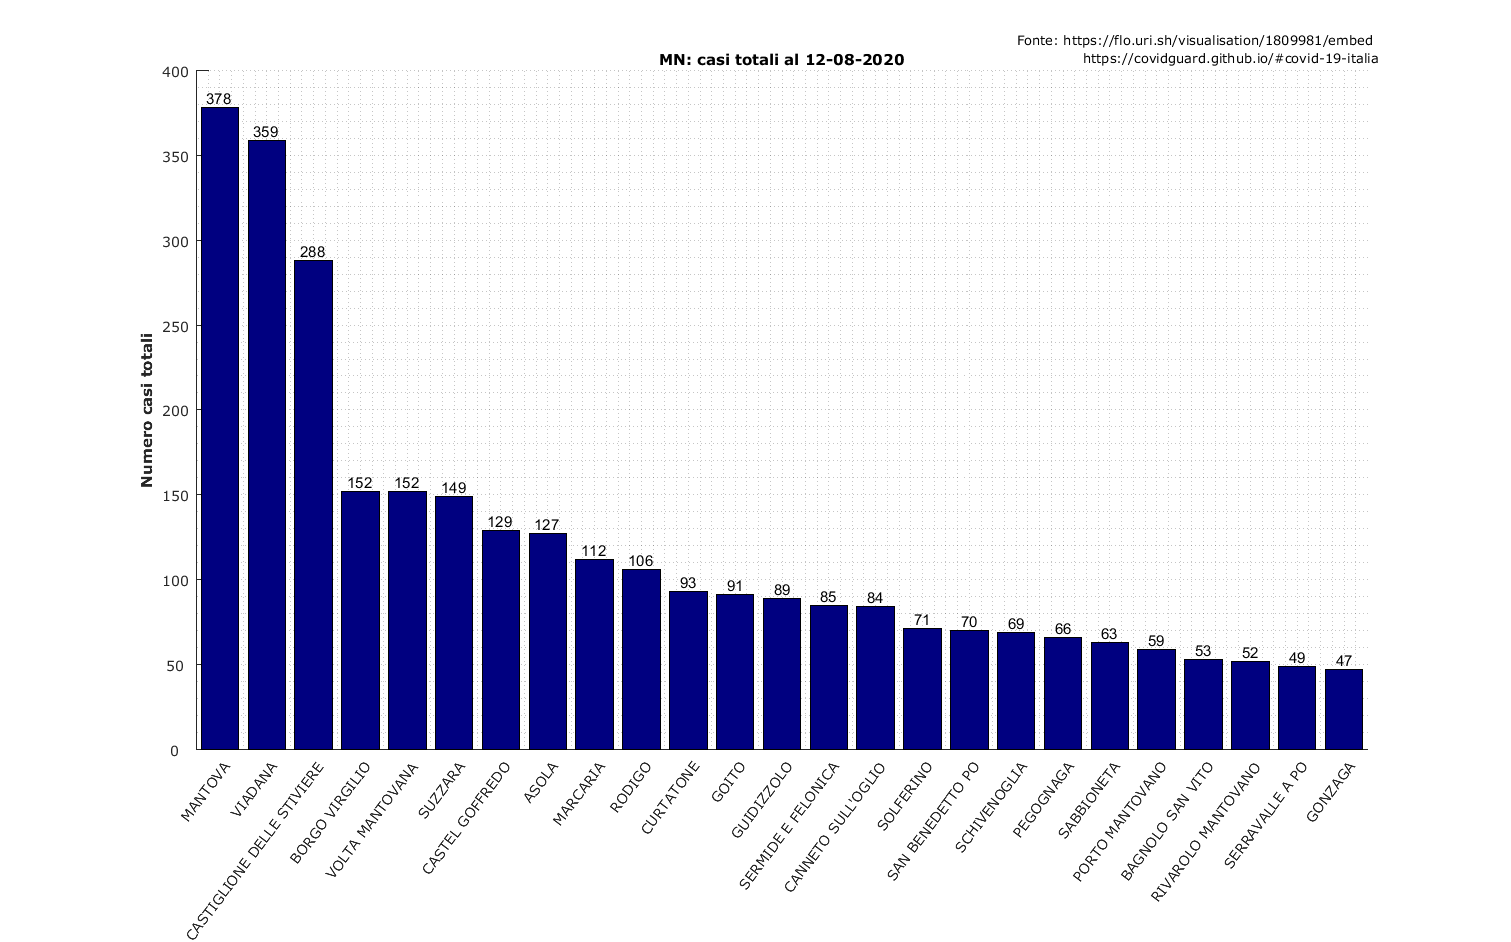 Fonte: https://flo.uri.sh/visualisation/1809981/embed
https://covidguard.github.io/#covid-19-italia
MN: casi totali al 12-08-2020
Numero casi totali
400
350
300
250
200
150
100
50
0
378
359
288
152
152
149
129
127
112
106
93
91
89
85
84
71
70
69
66
63
59
53
52
49
47
MANTOVA
VIADANA
CASTIGLIONE DELLE STIVIERE
BORGO VIRGILIO
VOLTA MANTOVANA
SUZZARA
CASTEL GOFFREDO
ASOLA
MARCARIA
RODIGO
CURTATONE
GOITO
GUIDIZZOLO
SERMIDE E FELONICA
CANNETO SULL'OGLIO
SOLFERINO
SAN BENEDETTO PO
SCHIVENOGLIA
PEGOGNAGA
SABBIONETA
PORTO MANTOVANO
BAGNOLO SAN VITO
RIVAROLO MANTOVANO
SERRAVALLE A PO
GONZAGA